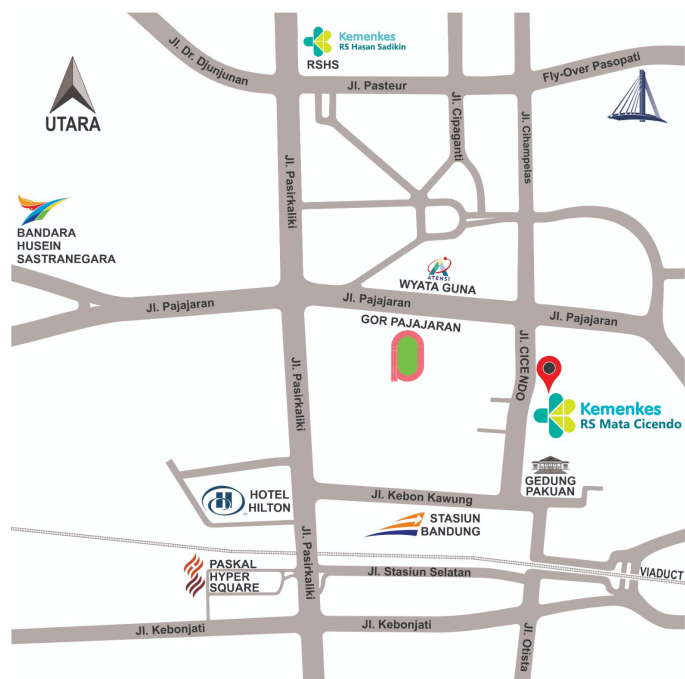 Jl. Dr. Djunjunan
Kemenkes
RS Hasan Sadikin
RSHS
Jl. Pasteur
Fly-Over Pasopati
UTARA
Jl. Cipaganti
Jl. Cihampelas
Jl. Pasirkaliki
BANDARA
HUSEIN
SASTRANEGARA
ATENSI
WYATA GUNA
Jl. Pajajaran
Jl. Pajajaran
Jl. Pajajaran
GOR PAJAJARAN
Jl. CICENDO
Jl. Pasirkaliki
Kemenkes
RS Mata Cicendo
GEDUNG
PAKUAN
HOTEL
HILTON
Jl. Kebon Kawung
STASIUN
BANDUNG
Jl. Pasirkaliki
PASKAL
HYPER
SQUARE
Jl. Stasiun Selatan
VIADUCT
Jl. Kebonjati
Jl. Kebonjati
Jl. Otista